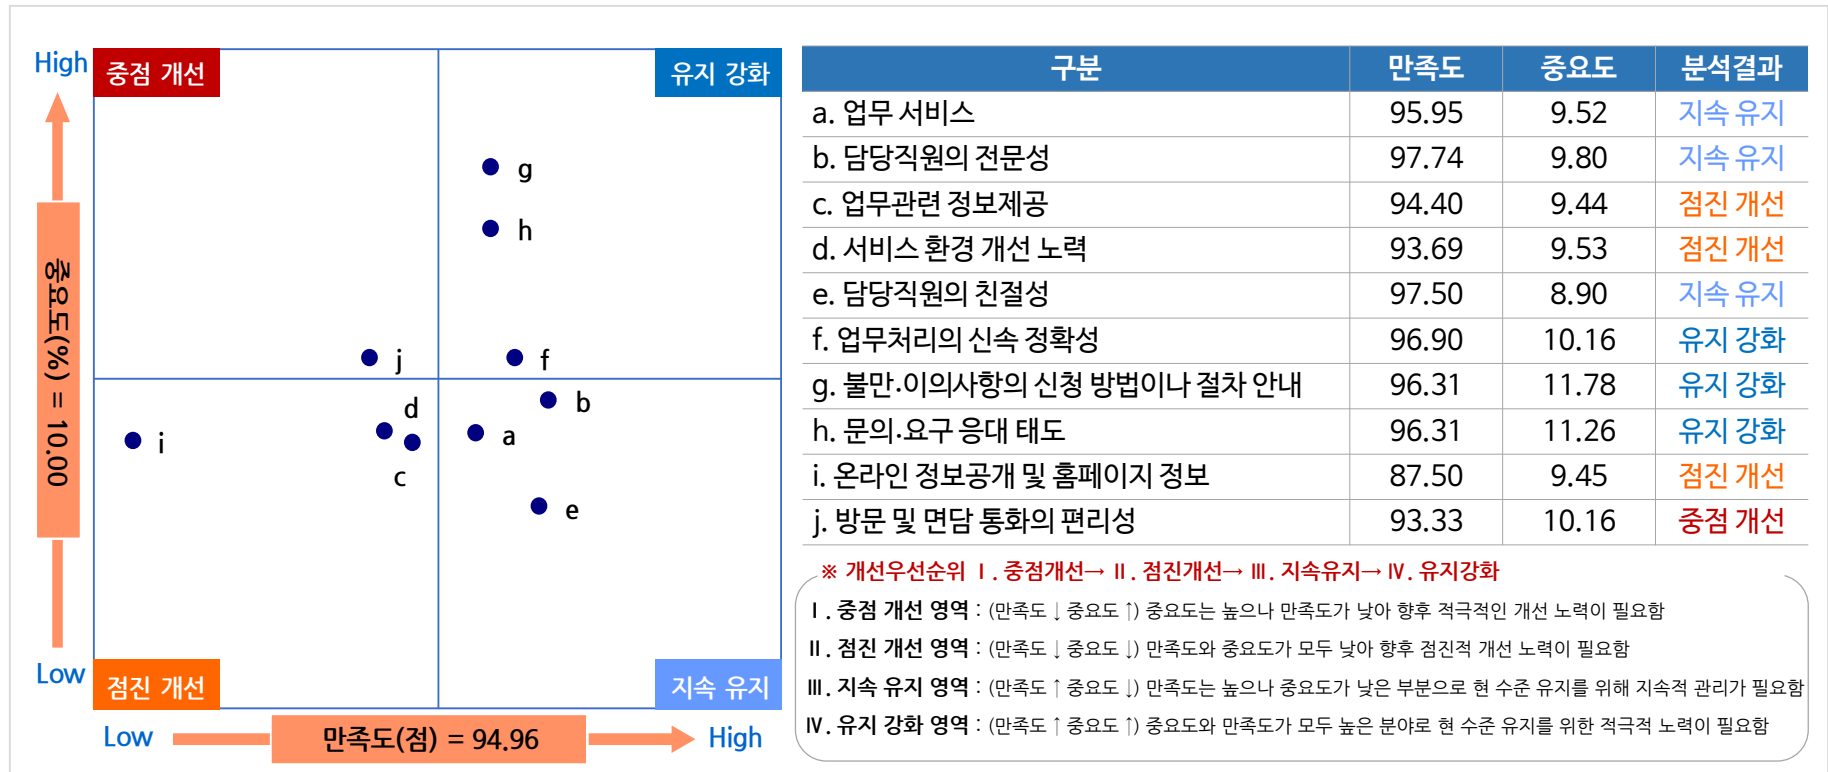 High
중점 개선
유지 강화
g
h
j
f
d
b
i
a
c
e
중요도(%) = 10.00
Low
점진 개선
지속 유지
Low
만족도(점) = 94.96
High
구분 만족도 중요도 분석결과
a. 업무 서비스 95.95 9.52 지속 유지
b. 담당직원의 전문성 97.74 9.80 지속 유지
c. 업무관련 정보제공 94.40 9.44 점진 개선
d. 서비스 환경 개선 노력 93.69 9.53 점진 개선
e. 담당직원의 친절성 97.50 8.90 지속 유지
f. 업무처리의 신속 정확성 96.90 10.16 유지 강화
g. 불만·이의사항의 신청 방법이나 절차 안내 96.31 11.78 유지 강화
h. 문의·요구 응대 태도 96.31 11.26 유지 강화
i. 온라인 정보공개 및 홈페이지 정보 87.50 9.45 점진 개선
j. 방문 및 면담 통화의 편리성 93.33 10.16 중점 개선
※ 개선우선순위 Ⅰ. 중점개선→ Ⅱ. 점진개선→ Ⅲ. 지속유지→ Ⅳ. 유지강화
Ⅰ. 중점 개선 영역 : (만족도↓ 중요도↑) 중요도는 높으나 만족도가 낮아 향후 적극적인 개선 노력이 필요함
Ⅱ. 점진 개선 영역 : (만족도↓ 중요도↓) 만족도와 중요도가 모두 낮아 향후 점진적 개선 노력이 필요함
Ⅲ. 지속 유지 영역 : (만족도↑ 중요도↓) 만족도는 높으나 중요도가 낮은 부분으로 현 수준 유지를 위해 지속적 관리가 필요함
Ⅳ. 유지 강화 영역 : (만족도↑ 중요도↑) 중요도와 만족도가 모두 높은 분야로 현 수준 유지를 위한 적극적 노력이 필요함